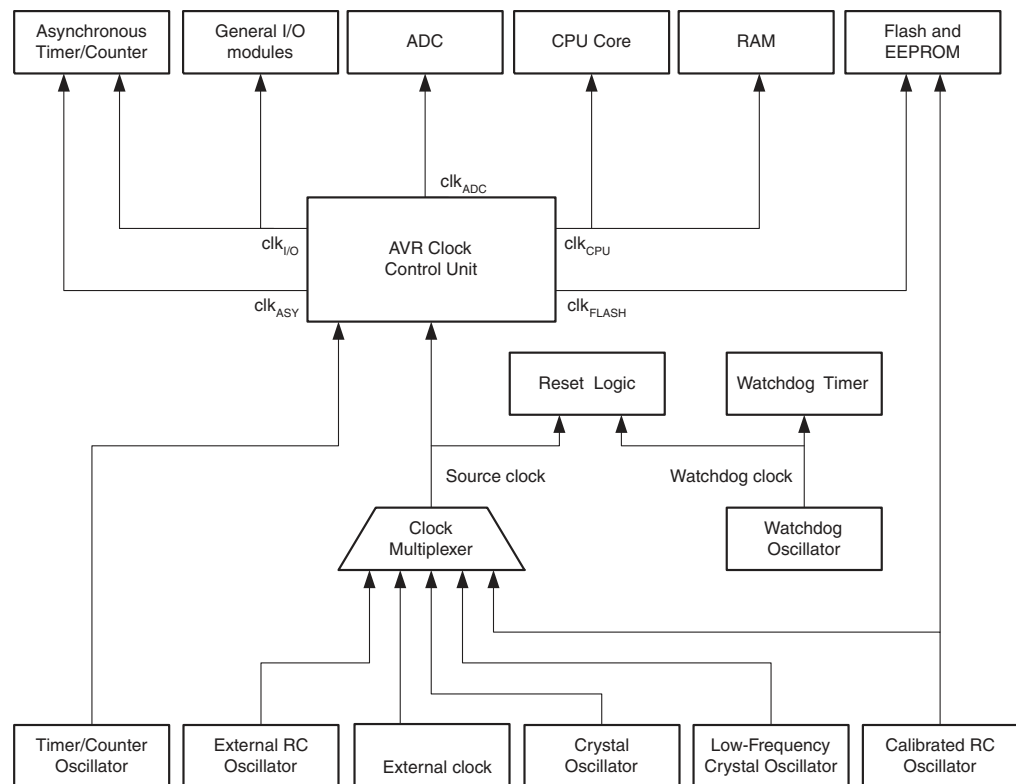 Asynchronous
Timer/Counter
General I/O
modules
ADC
CPU Core
RAM
Flash and
EEPROM
clkADC
clkI/O
AVR Clock
Control Unit
clkCPU
clkASY
clkFLASH
Reset Logic
Watchdog Timer
Source clock
Watchdog clock
Clock
Multiplexer
Watchdog
Oscillator
Timer/Counter
Oscillator
External RC
Oscillator
External clock
Crystal
Oscillator
Low-Frequency
Crystal Oscillator
Calibrated RC
Oscillator